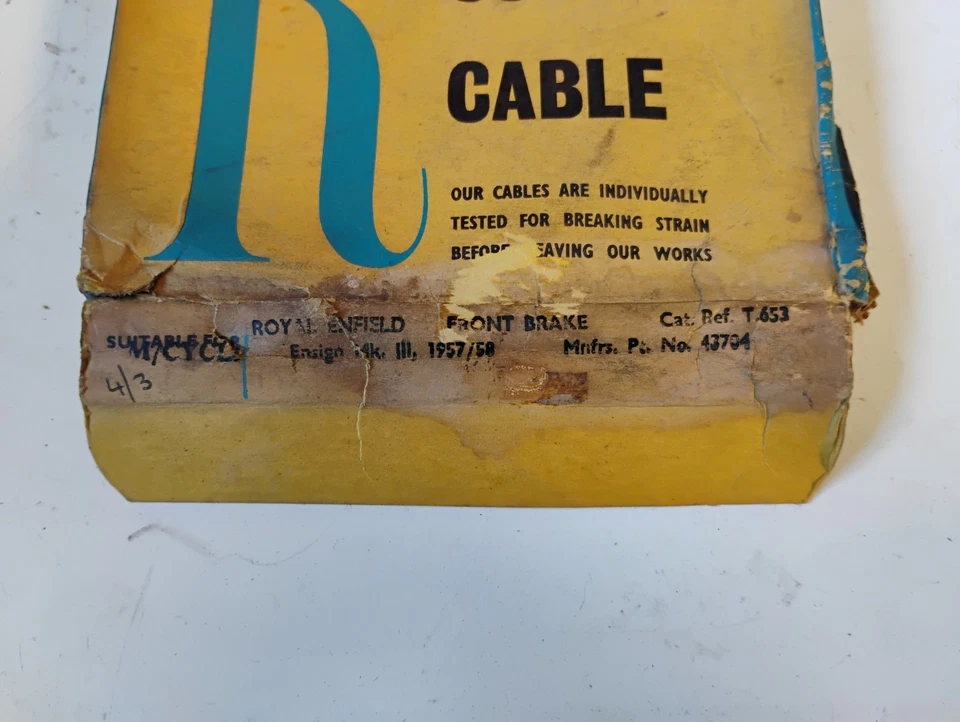 R
CABLE
OUR CABLES ARE INDIVIDUALLY
TESTED FOR BREAKING STRAIN
BEFORE LEAVING OUR WORKS
ROYAL ENFIELD FRONT BRAKE Cat. Ref. T.653
SUITABLE FOR
M/CYCLE Ensign Mk. III, 1957/58 Mnfrs. Pt. No. 43704
4/3